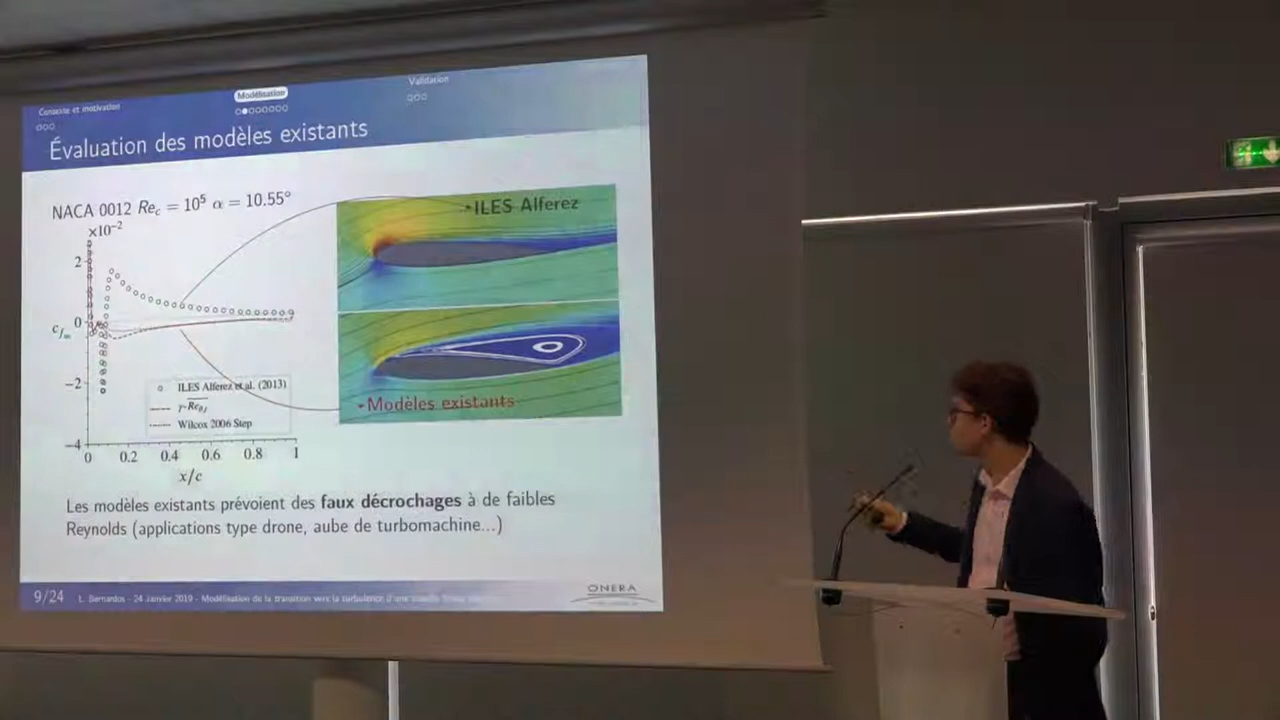 Contexte et motivation
Modélisation
Validation
Évaluation des modèles existants
NACA 0012 Re_c = 10^5 α = 10.55°
×10^-2
2
0
-2
-4
0 0.2 0.4 0.6 0.8 1
x/c
ILES Alferez et al. (2013)
Wilcox 2006 Step
ILES Alferez
Modèles existants
Les modèles existants prévoient des faux décrochages à de faibles
Reynolds (applications type drone, aube de turbomachine...)
9/24
L. Bernardos - 24 Janvier 2019 - Modélisation de la transition vers la turbulence d'une
ONERA